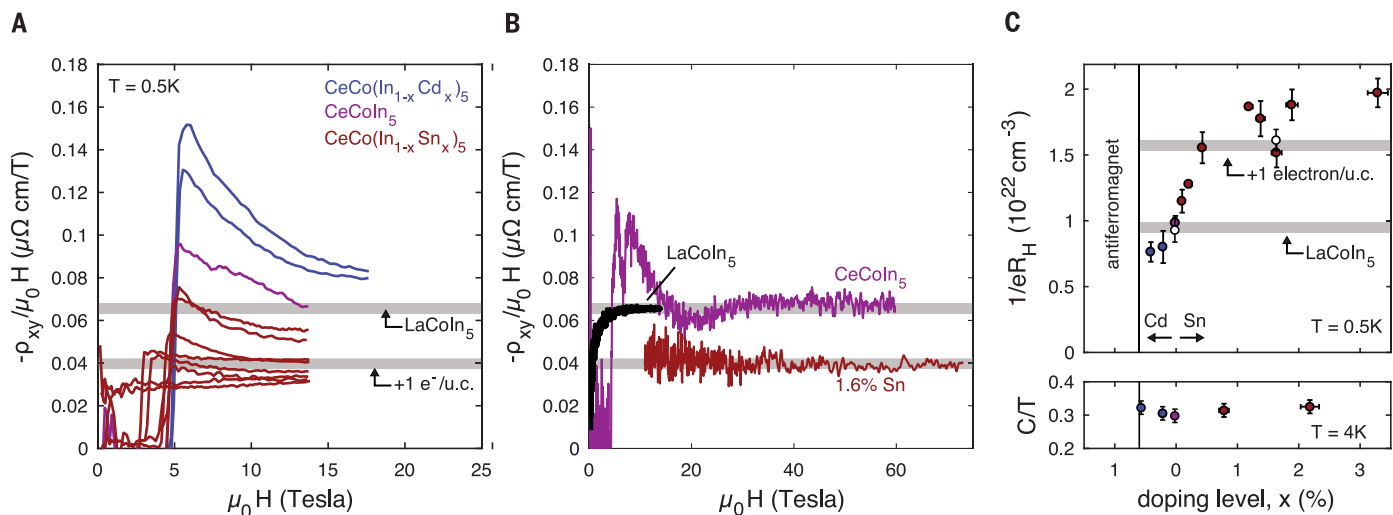 A
0.18
0.16
0.14
0.12
0.1
0.08
0.06
0.04
0.02
0
-ρxy/μ0 H (μΩ cm/T)
T = 0.5K
CeCo(In1-xCdx)5
CeCoIn5
CeCo(In1-xSnx)5
LaCoIn5
+1 e-/u.c.
0 5 10 15 20 25
μ0 H (Tesla)
B
0.18
0.16
0.14
0.12
0.1
0.08
0.06
0.04
0.02
0
-ρxy/μ0 H (μΩ cm/T)
LaCoIn5
CeCoIn5
1.6% Sn
0 20 40 60
μ0 H (Tesla)
C
2
1.5
1
0.5
0
1/eRH (10^22 cm-3)
antiferromagnet
+1 electron/u.c.
LaCoIn5
Cd Sn
T = 0.5K
0.4
0.3
0.2
C/T
T = 4K
1 0 1 2 3
doping level, x (%)